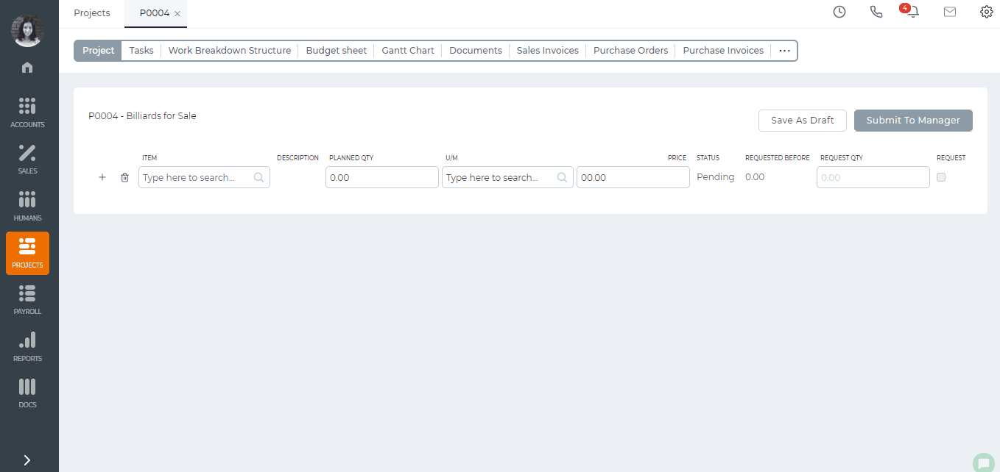 Projects
P0004
4
Project
Tasks
Work Breakdown Structure
Budget sheet
Gantt Chart
Documents
Sales Invoices
Purchase Orders
Purchase Invoices
ACCOUNTS
SALES
HUMANS
PROJECTS
PAYROLL
REPORTS
DOCS
P0004 - Billiards for Sale
Save As Draft
Submit To Manager
ITEM
DESCRIPTION
PLANNED QTY
U/M
PRICE
STATUS
REQUESTED BEFORE
REQUEST QTY
REQUEST
Type here to search...
0.00
Type here to search...
00.00
Pending
0.00
0.00